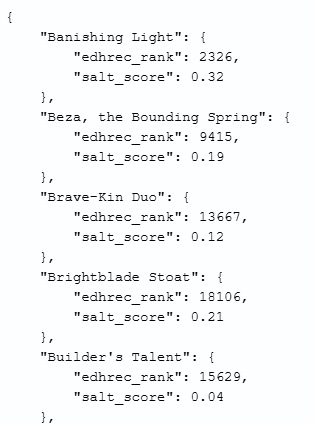 {
    "Banishing Light": {
        "edhrec_rank": 2326,
        "salt_score": 0.32
    },
    "Beza, the Bounding Spring": {
        "edhrec_rank": 9415,
        "salt_score": 0.19
    },
    "Brave-Kin Duo": {
        "edhrec_rank": 13667,
        "salt_score": 0.12
    },
    "Brightblade Stoat": {
        "edhrec_rank": 18106,
        "salt_score": 0.21
    },
    "Builder's Talent": {
        "edhrec_rank": 15629,
        "salt_score": 0.04
    },